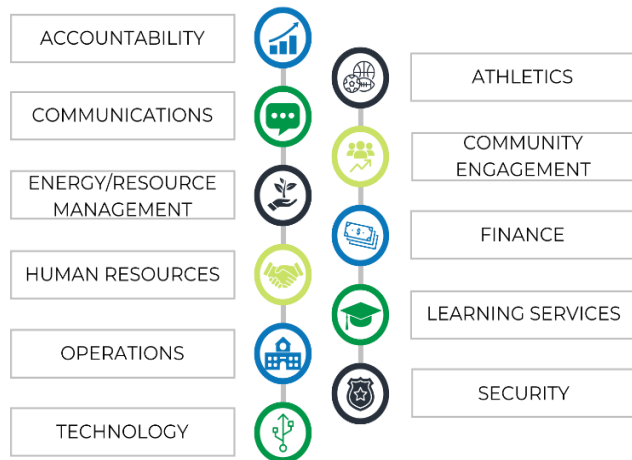 ACCOUNTABILITY
ATHLETICS
COMMUNICATIONS
COMMUNITY
ENGAGEMENT
ENERGY/RESOURCE
MANAGEMENT
FINANCE
HUMAN RESOURCES
LEARNING SERVICES
OPERATIONS
SECURITY
TECHNOLOGY